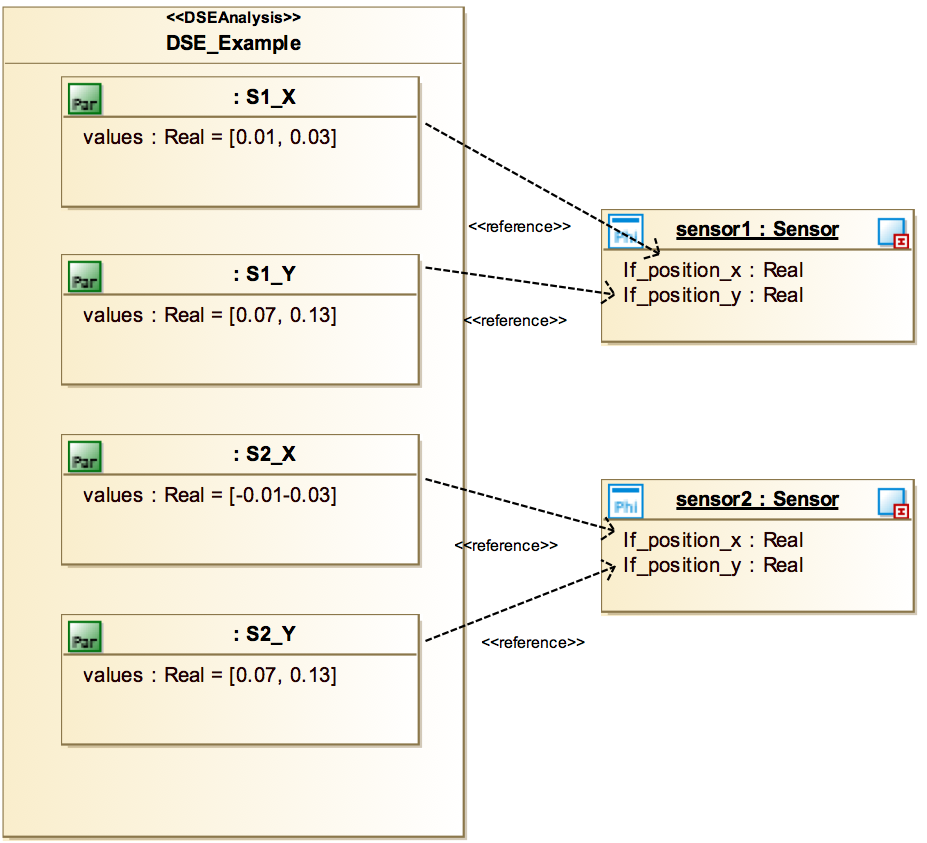 <<DSEAnalysis>>
DSE_Example
Par
: S1_X
values : Real = [0.01, 0.03]
<<reference>>
Phi
sensor1 : Sensor
lf_position_x : Real
lf_position_y : Real
Par
: S1_Y
values : Real = [0.07, 0.13]
<<reference>>
Par
: S2_X
values : Real = [-0.01-0.03]
<<reference>>
Phi
sensor2 : Sensor
lf_position_x : Real
lf_position_y : Real
Par
: S2_Y
values : Real = [0.07, 0.13]
<<reference>>